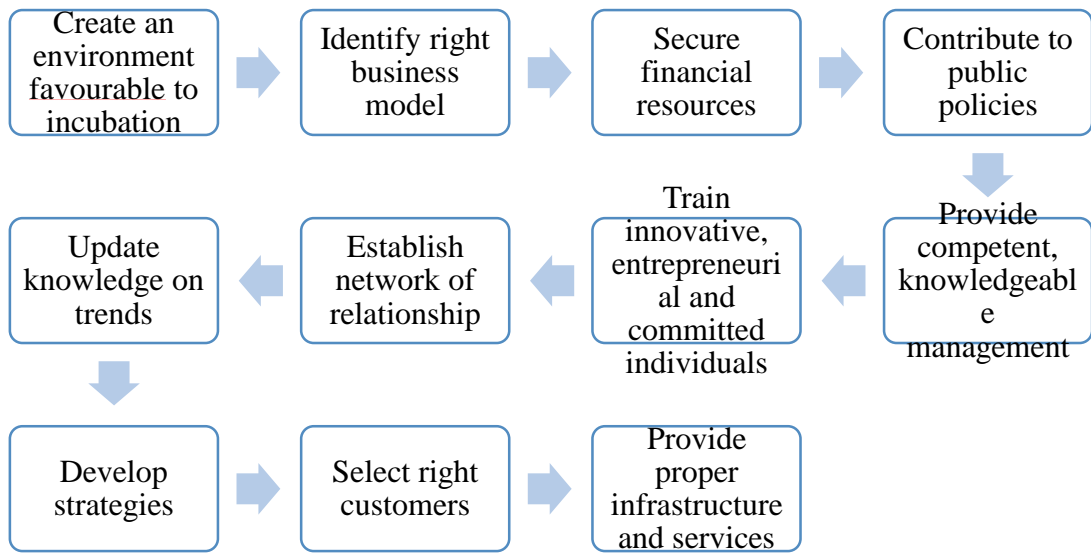 Create an
environment
favourable to
incubation
Identify right
business
model
Secure
financial
resources
Contribute to
public
policies
Provide
competent,
knowledgeabl
e
management
Train
innovative,
entrepreneuri
al and
committed
individuals
Establish
network of
relationship
Update
knowledge on
trends
Develop
strategies
Select right
customers
Provide
proper
infrastructure
and services